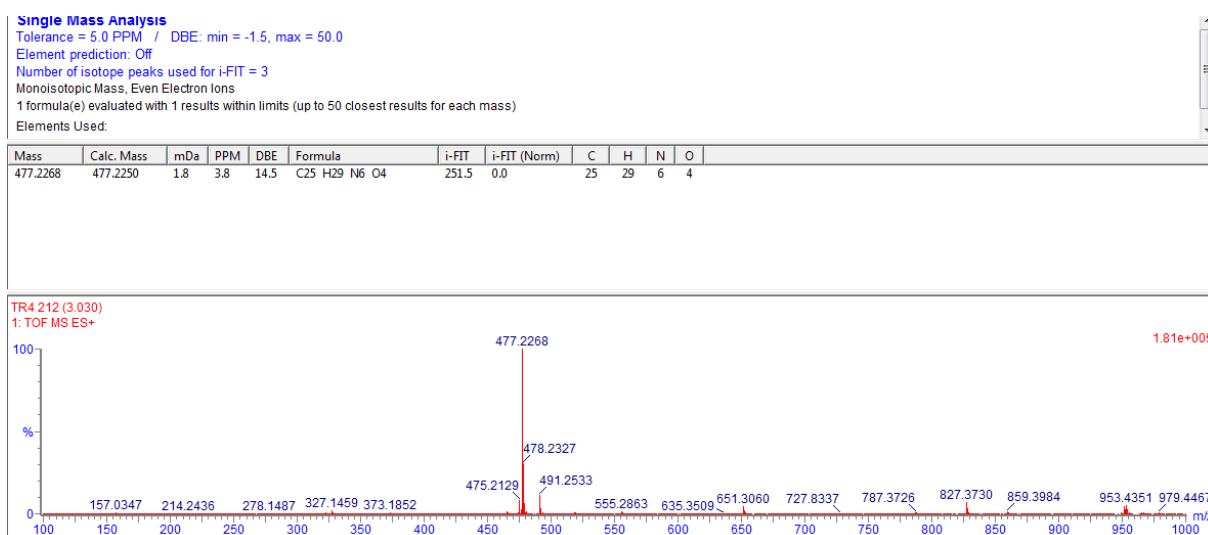 Single Mass Analysis
Tolerance = 5.0 PPM / DBE: min = -1.5, max = 50.0
Element prediction: Off
Number of isotope peaks used for i-FIT = 3
Monoisotopic Mass, Even Electron Ions
1 formula(e) evaluated with 1 results within limits (up to 50 closest results for each mass)
Elements Used:
Mass Calc. Mass mDa PPM DBE Formula i-FIT i-FIT (Norm) C H N O
477.2268 477.2250 1.8 3.8 14.5 C25 H29 N6 O4 251.5 0.0 25 29 6 4
TR4 212 (3.030)
1: TOF MS ES+
1.81e+005
100
477.2268
%
478.2327
475.2129
491.2533
157.0347 214.2436 278.1487 327.1459 373.1852 555.2863 635.3509 651.3060 727.8337 787.3726 827.3730 859.3984 953.4351 979.4467
0
m/z
100 150 200 250 300 350 400 450 500 550 600 650 700 750 800 850 900 950 1000